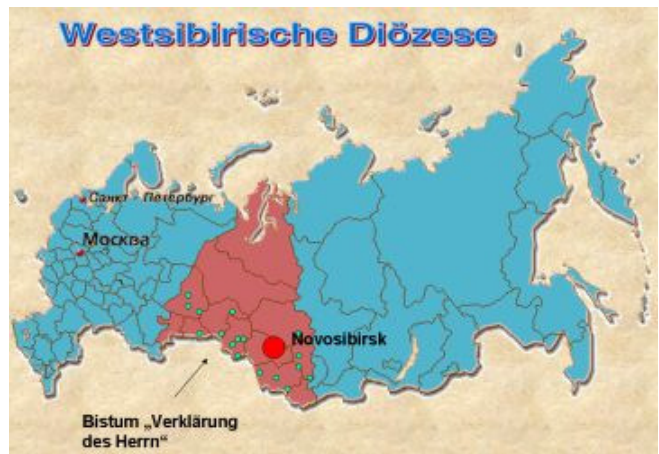 Westsibirische Diözese
Санкт - Петербург
Москва
Novosibirsk
Bistum „Verklärung
des Herrn“